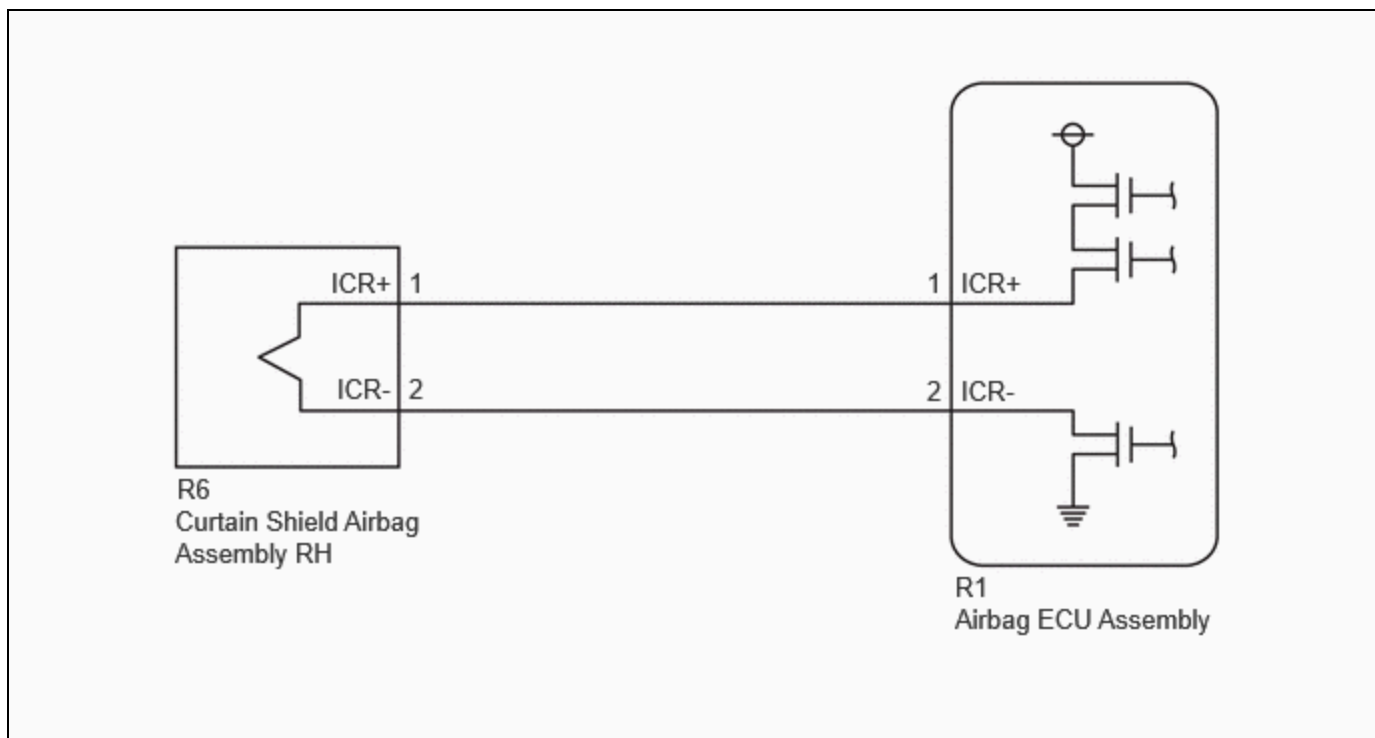 ICR+ 1
1 ICR+
ICR- 2
2 ICR-
R6
Curtain Shield Airbag
Assembly RH
R1
Airbag ECU Assembly